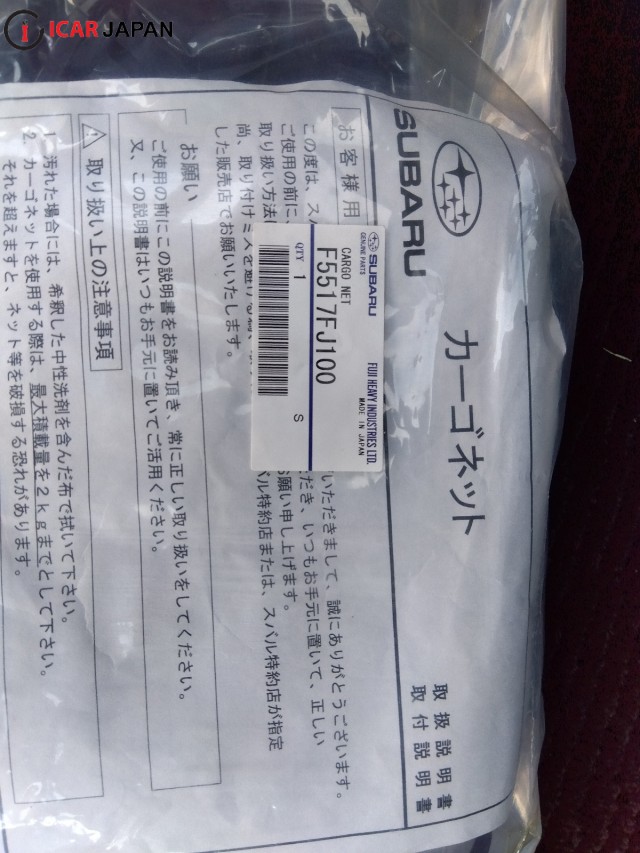 ICARJAPAN
SUBARU
カーゴネット
取扱説明書
取付説明書
お客様用
この度は、ス いただきまして、誠にありがとうございます。
ご使用の前に、 だき、いつもお手元に置いて、正しい
取り扱い方法 お願い申し上げます。
尚、取り付け バル特約店または、スバル特約店が指定
した販売店でお願いいたします。
お願い
ご使用の前にこの説明書をお読み頂き、常に正しい取り扱いをしてください。
又、この説明書はいつもお手元に置いてご活用ください。
取り扱い上の注意事項
1. 汚れた場合には、希釈した中性洗剤を含んだ布で拭いて下さい。
2. カーゴネットを使用する際は、最大積載量を2kgまでとして下さい。
それを超えますと、ネット等を破損する恐れがあります。
SUBARU
GENUINE PARTS
FUJI HEAVY INDUSTRIES LTD.
MADE IN JAPAN
CARGO NET
F5517FJ100
QTY 1
S